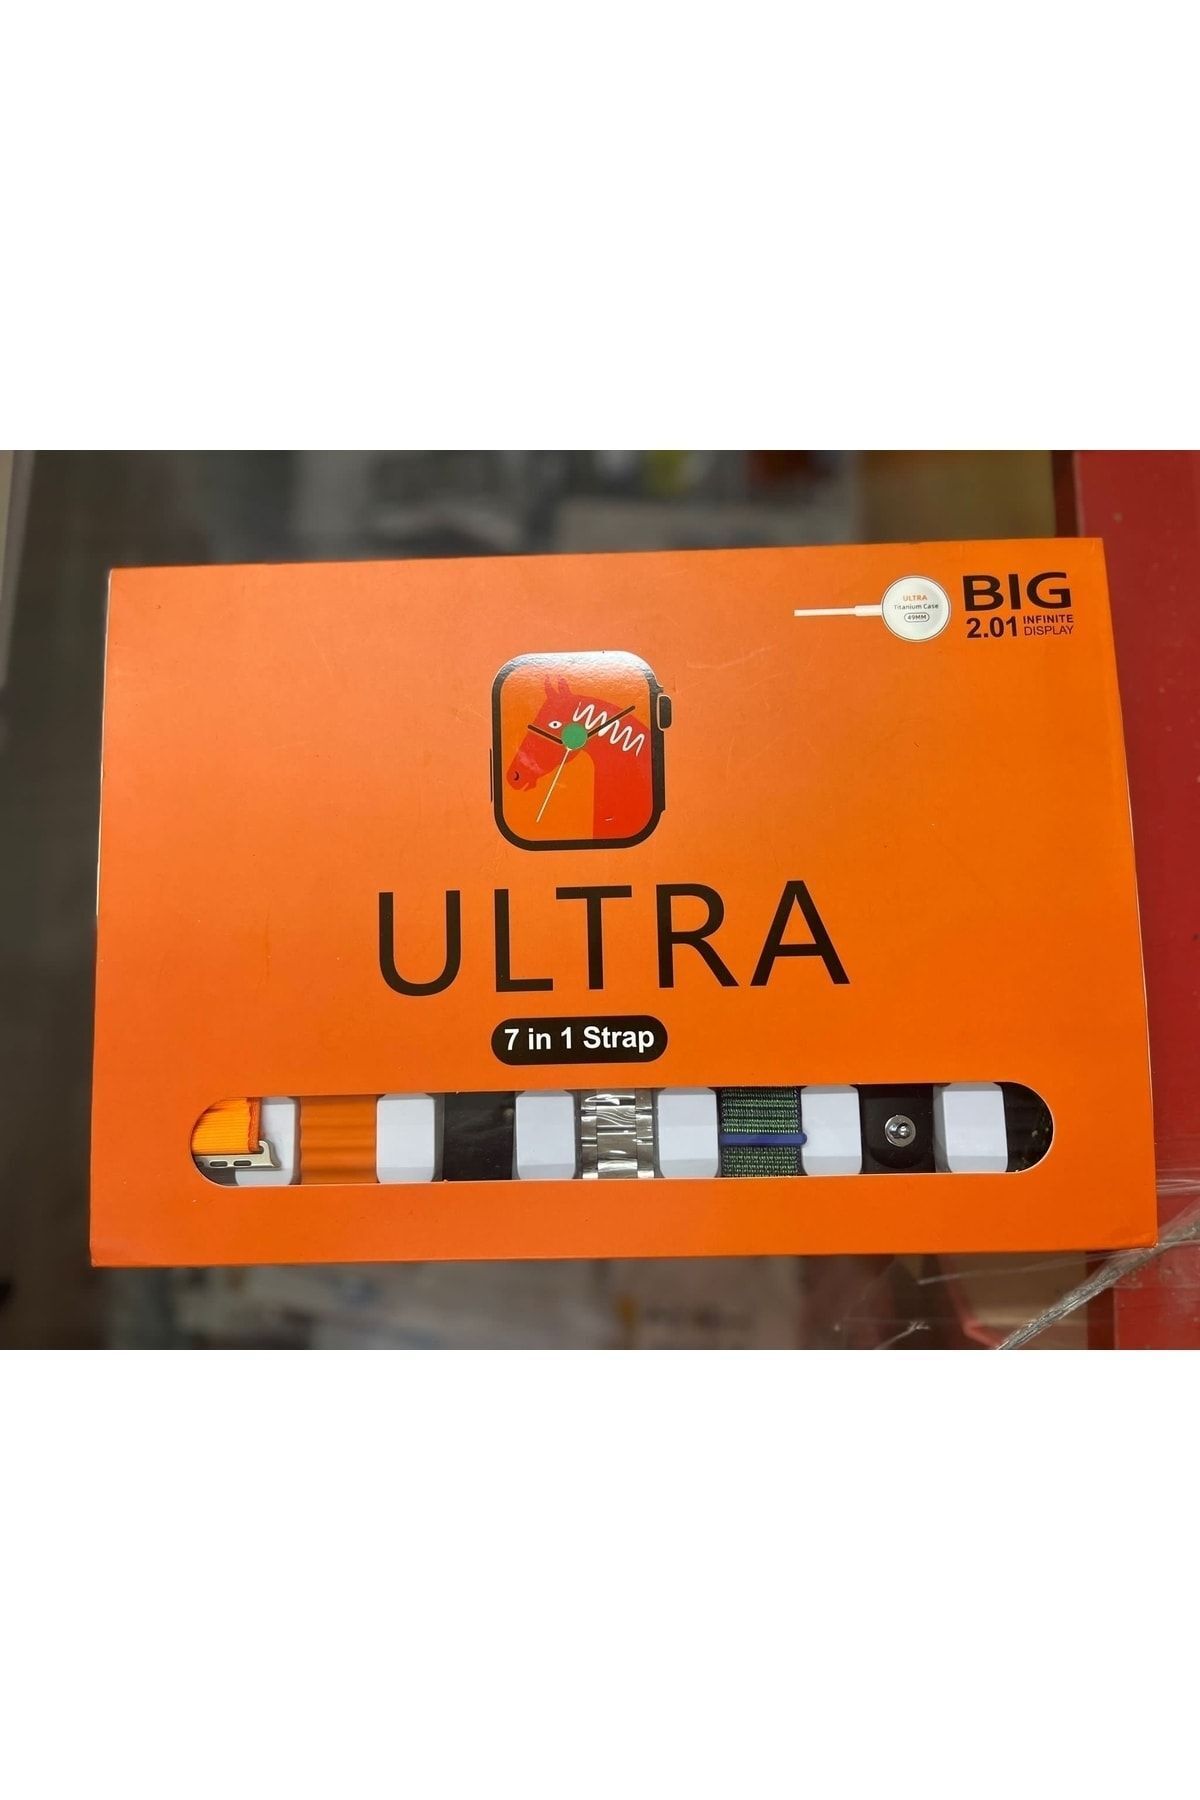 ULTRA
Titanium Case
49MM
BIG
2.01 INFINITE
DISPLAY
ULTRA
7 in 1 Strap